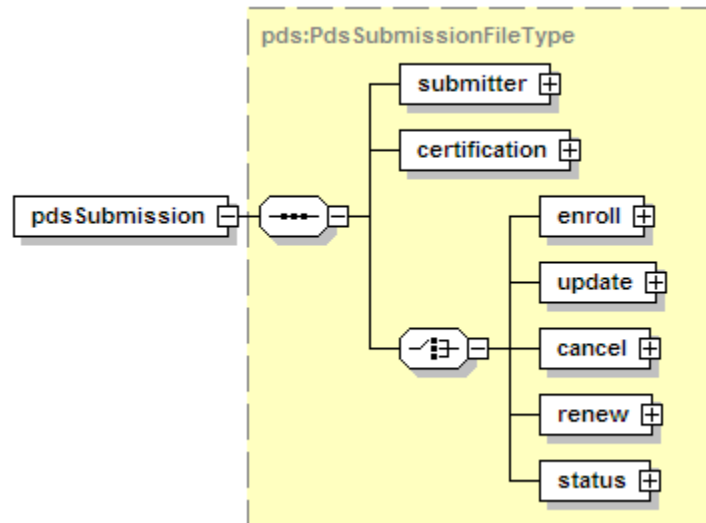 pds:PdsSubmissionFileType
submitter
certification
pdsSubmission
enroll
update
cancel
renew
status